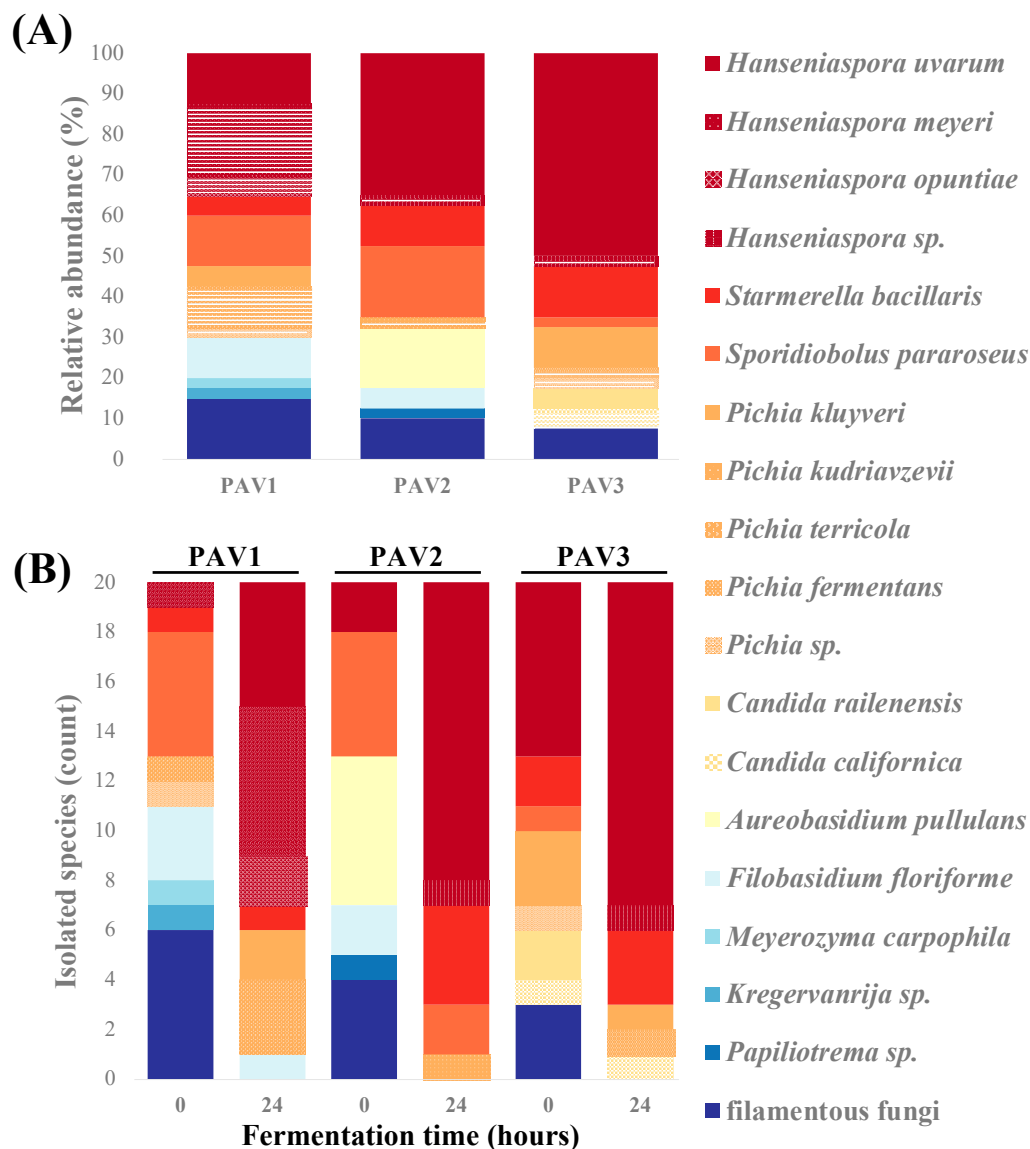 (A)
Relative abundance (%)
100
90
80
70
60
50
40
30
20
10
0
PAV1 PAV2 PAV3
(B)
PAV1 PAV2 PAV3
Isolated species (count)
20
18
16
14
12
10
8
6
4
2
0
0 24 0 24 0 24
Fermentation time (hours)
Hanseniaspora uvarum
Hanseniaspora meyeri
Hanseniaspora opuntiae
Hanseniaspora sp.
Starmerella bacillaris
Sporidiobolus pararoseus
Pichia kluyveri
Pichia kudriavzevii
Pichia terricola
Pichia fermentans
Pichia sp.
Candida railenensis
Candida californica
Aureobasidium pullulans
Filobasidium floriforme
Meyerozyma carpophila
Kregervanrija sp.
Papiliotrema sp.
filamentous fungi